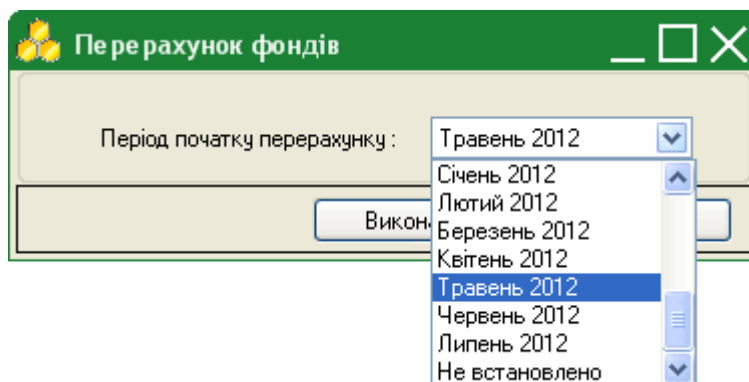 Перерахунок фондів
Період початку перерахунку : Травень 2012
Січень 2012
Лютий 2012
Березень 2012
Квітень 2012
Травень 2012
Червень 2012
Липень 2012
Не встановлено